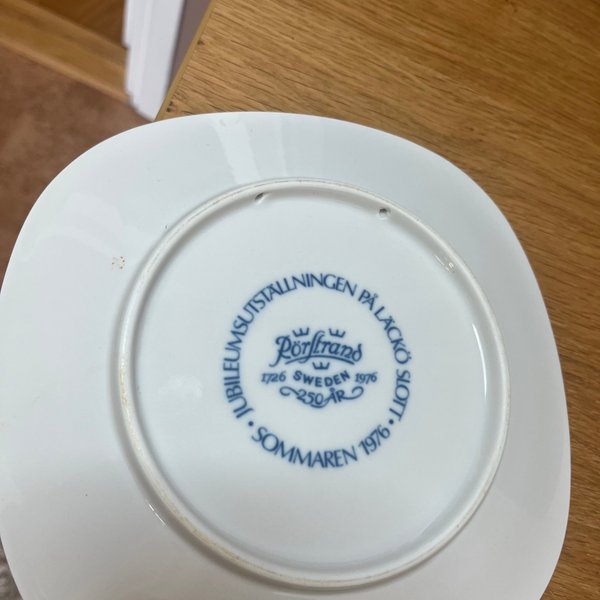 JUBILEUMSUTSTÄLLNINGEN PÅ LÄCKÖ SLOTT •
SOMMAREN 1976 •
Rörstrand
1726 SWEDEN 1976
250 ÅR